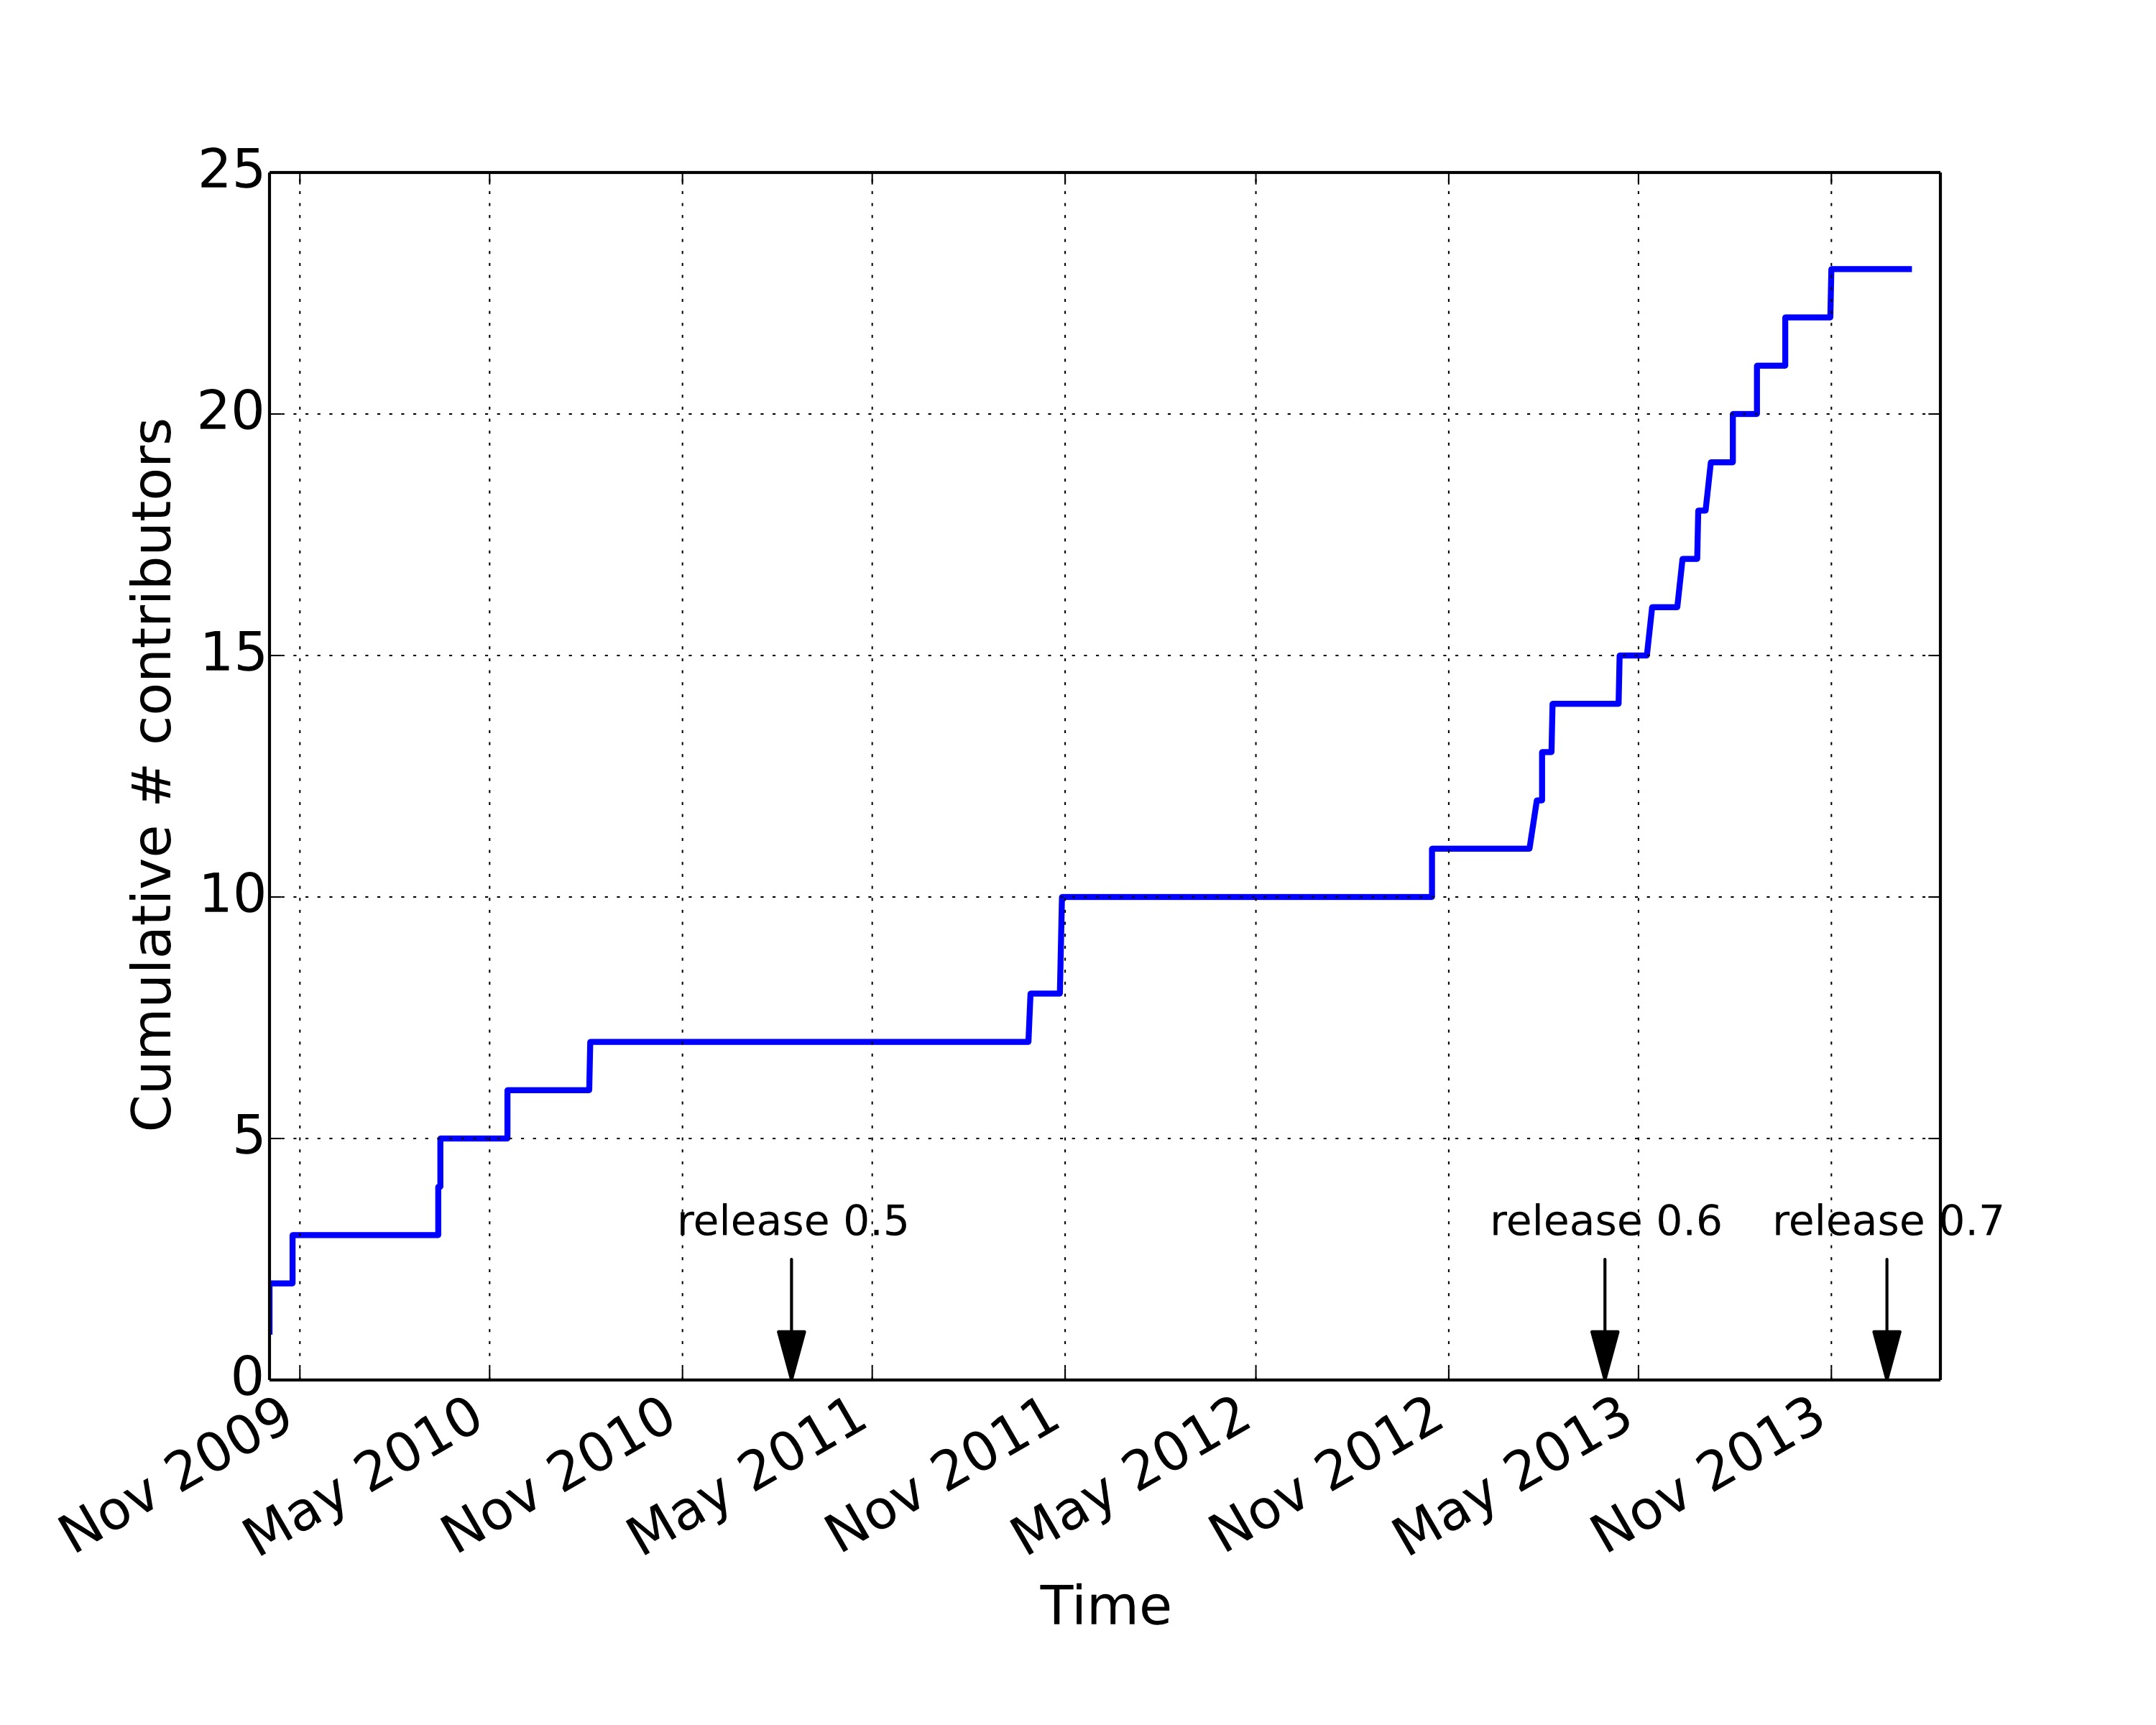 25
20
15
10
5
0
Cumulative # contributors
release 0.5
release 0.6
release 0.7
Nov 2009
May 2010
Nov 2010
May 2011
Nov 2011
May 2012
Nov 2012
May 2013
Nov 2013
Time